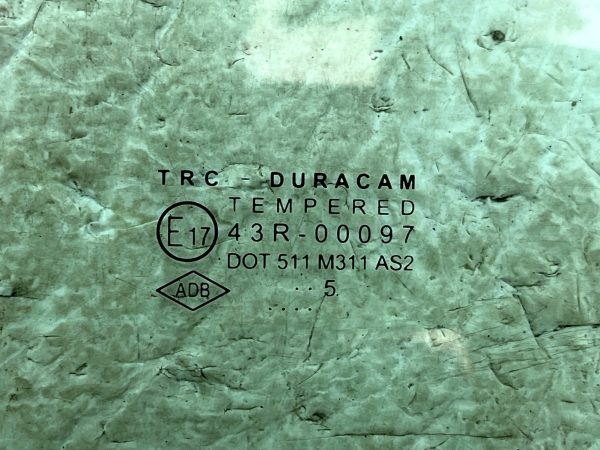 TRC - DURACAM
TEMPERED
E17 43R-00097
DOT 511 M311 AS2
ADB .. 5.
.....